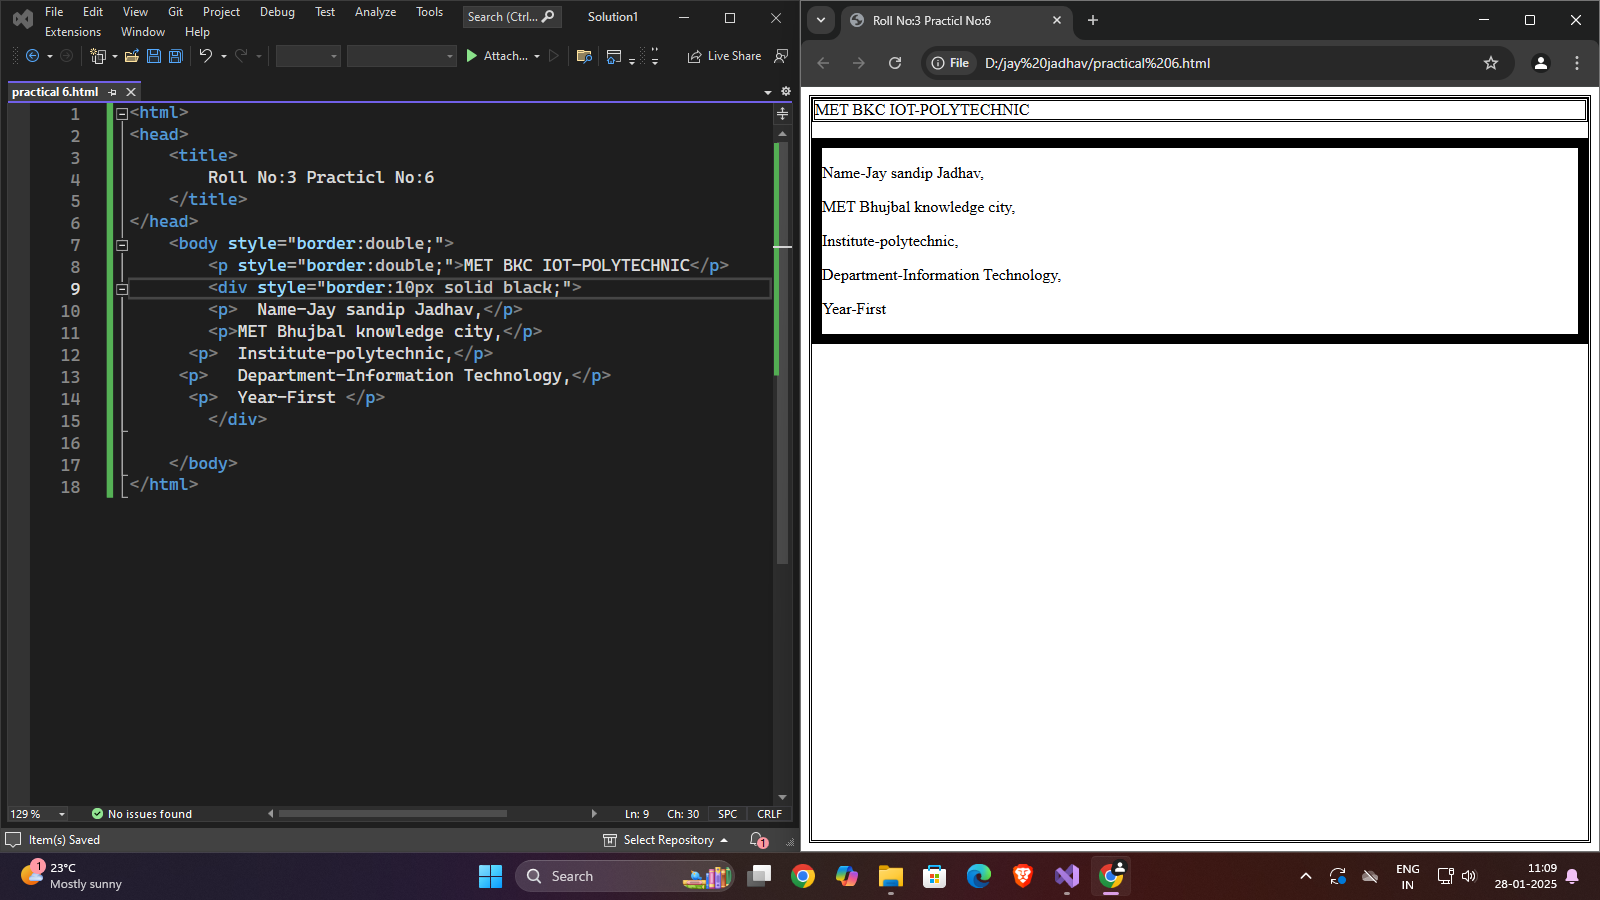 File Edit View Git Project Debug Test Analyze Tools Search (Ctrl... Solution1
Extensions Window Help
Attach... Live Share
practical 6.html
1 <html>
2 <head>
3 <title>
4 Roll No:3 Practicl No:6
5 </title>
6 </head>
7 <body style="border:double;">
8 <p style="border:double;">MET BKC IOT-POLYTECHNIC</p>
9 <div style="border:10px solid black;">
10 <p> Name-Jay sandip Jadhav,</p>
11 <p>MET Bhujbal knowledge city,</p>
12 <p> Institute-polytechnic,</p>
13 <p> Department-Information Technology,</p>
14 <p> Year-First </p>
15 </div>
16
17 </body>
18 </html>
129 % No issues found Ln: 9 Ch: 30 SPC CRLF
Item(s) Saved Select Repository 1
Roll No:3 Practicl No:6
File D:/jay%20jadhav/practical%206.html
MET BKC IOT-POLYTECHNIC
Name-Jay sandip Jadhav,
MET Bhujbal knowledge city,
Institute-polytechnic,
Department-Information Technology,
Year-First
1 23°C
Mostly sunny
Search
ENG
IN
11:09
28-01-2025